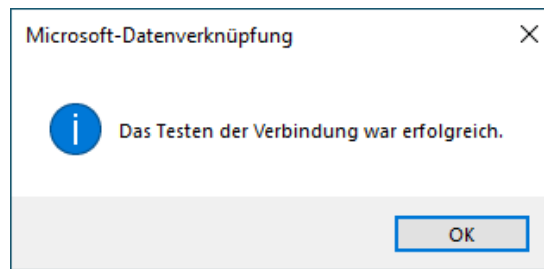 Microsoft-Datenverknüpfung
Das Testen der Verbindung war erfolgreich.
OK